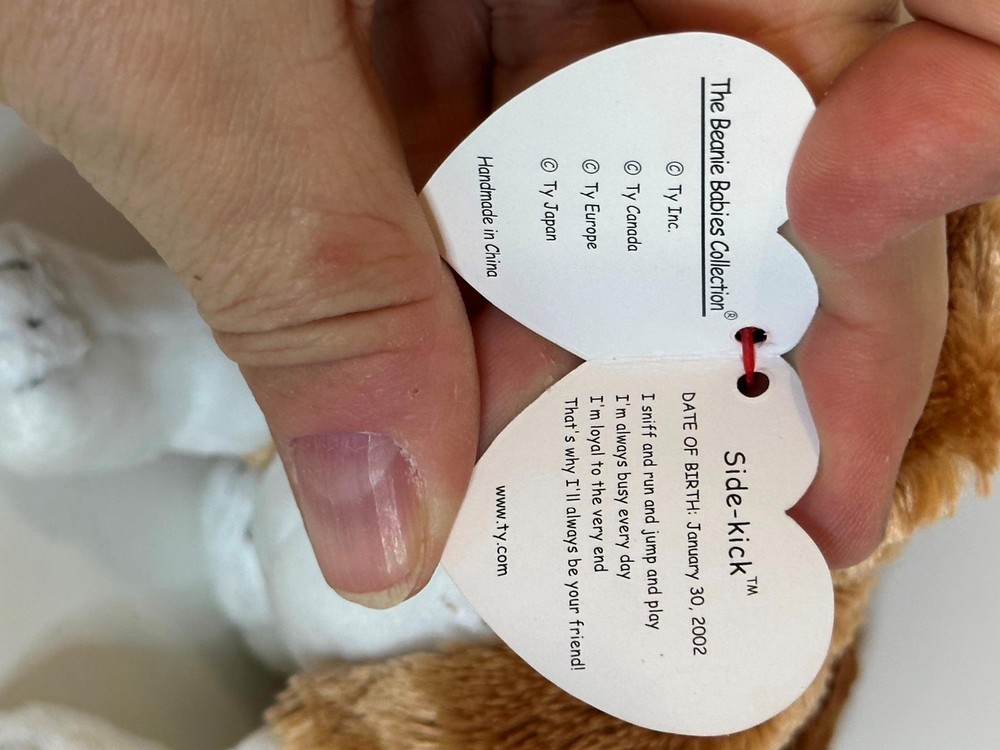 The Beanie Babies Collection®
© Ty Inc.
© Ty Canada
© Ty Europe
© Ty Japan
Handmade in China
Side-kick™
DATE OF BIRTH: January 30, 2002
I sniff and run and jump and play
I'm always busy every day
I'm loyal to the very end
That's why I'll always be your friend!
www.ty.com